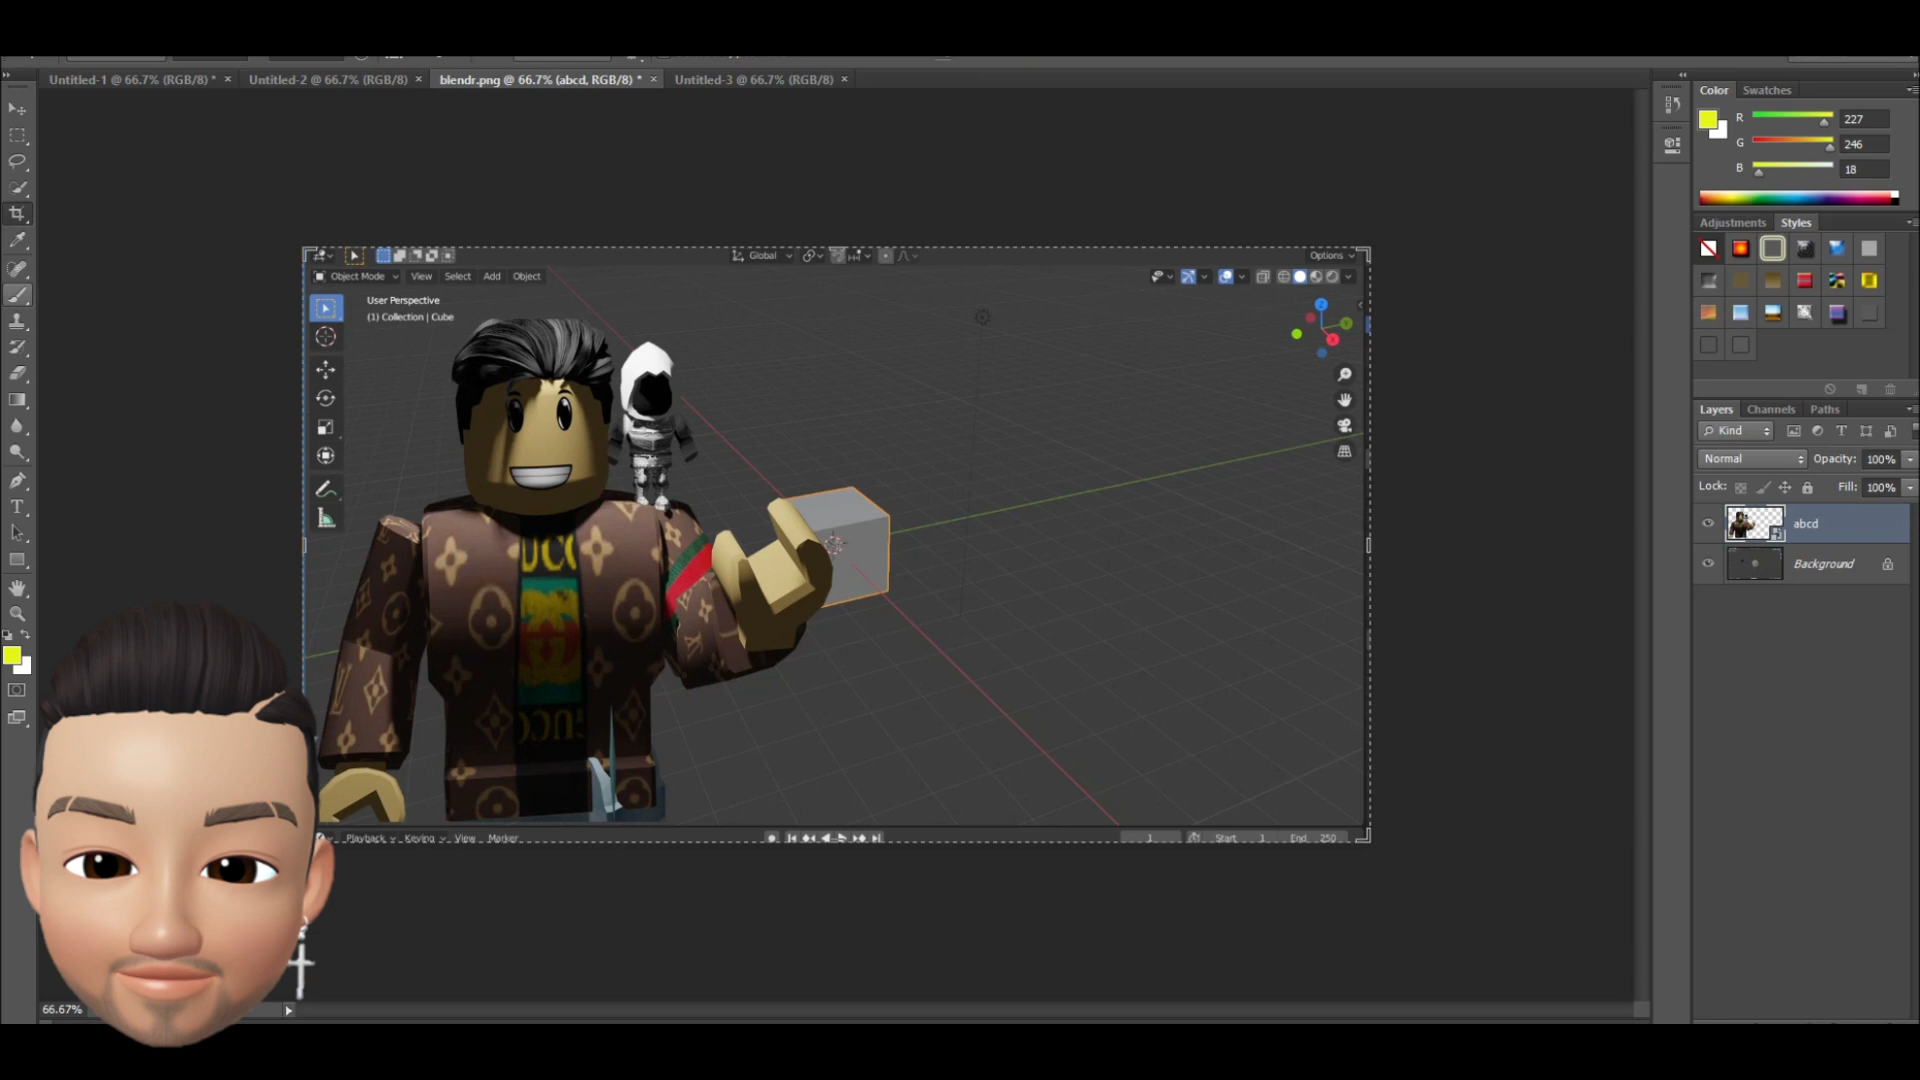 Untitled-1 @ 66.7% (RGB/8) * × Untitled-2 @ 66.7% (RGB/8) × blendr.png @ 66.7% (abcd, RGB/8) * × Untitled-3 @ 66.7% (RGB/8) ×
Color Swatches
R 227
G 246
B 18
Adjustments Styles
Global Options
Object Mode View Select Add Object
User Perspective
(1) Collection | Cube
Layers Channels Paths
Kind
Normal Opacity: 100%
Lock: Fill: 100%
abcd
Background
Playback Keying View Marker 1 Start 1 End 250
66.67%